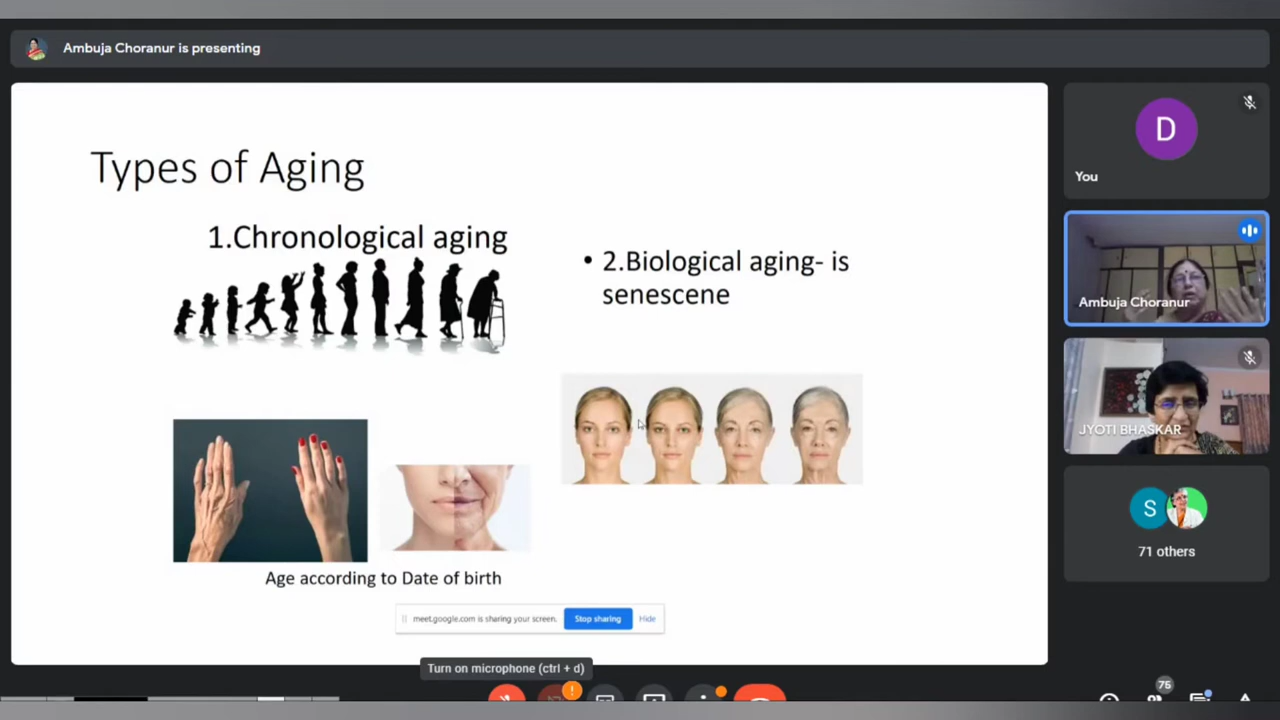 Ambuja Choranur is presenting
Types of Aging
1.Chronological aging
• 2.Biological aging- is
senescene
Age according to Date of birth
meet.google.com is sharing your screen.
Stop sharing
Hide
Turn on microphone (ctrl + d)
D
You
Ambuja Choranur
JYOTI BHASKAR
S
71 others
75